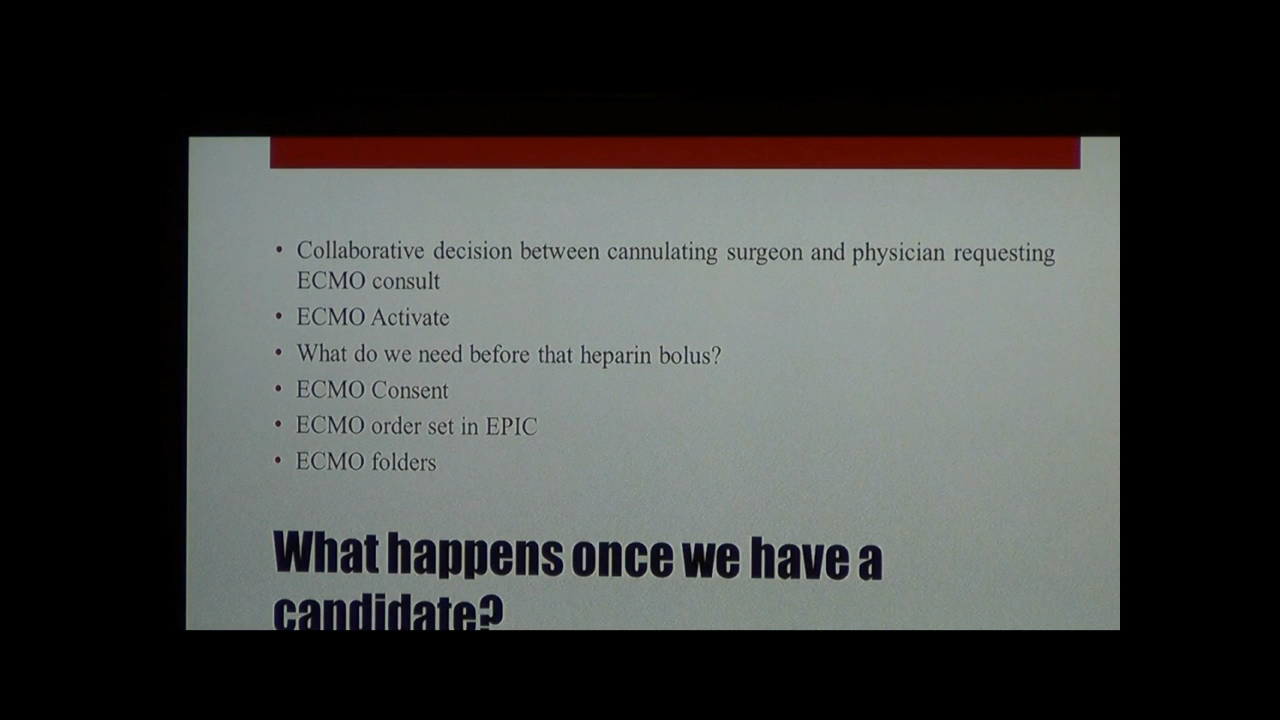 • Collaborative decision between cannulating surgeon and physician requesting
ECMO consult
• ECMO Activate
• What do we need before that heparin bolus?
• ECMO Consent
• ECMO order set in EPIC
• ECMO folders
What happens once we have a
candidate?